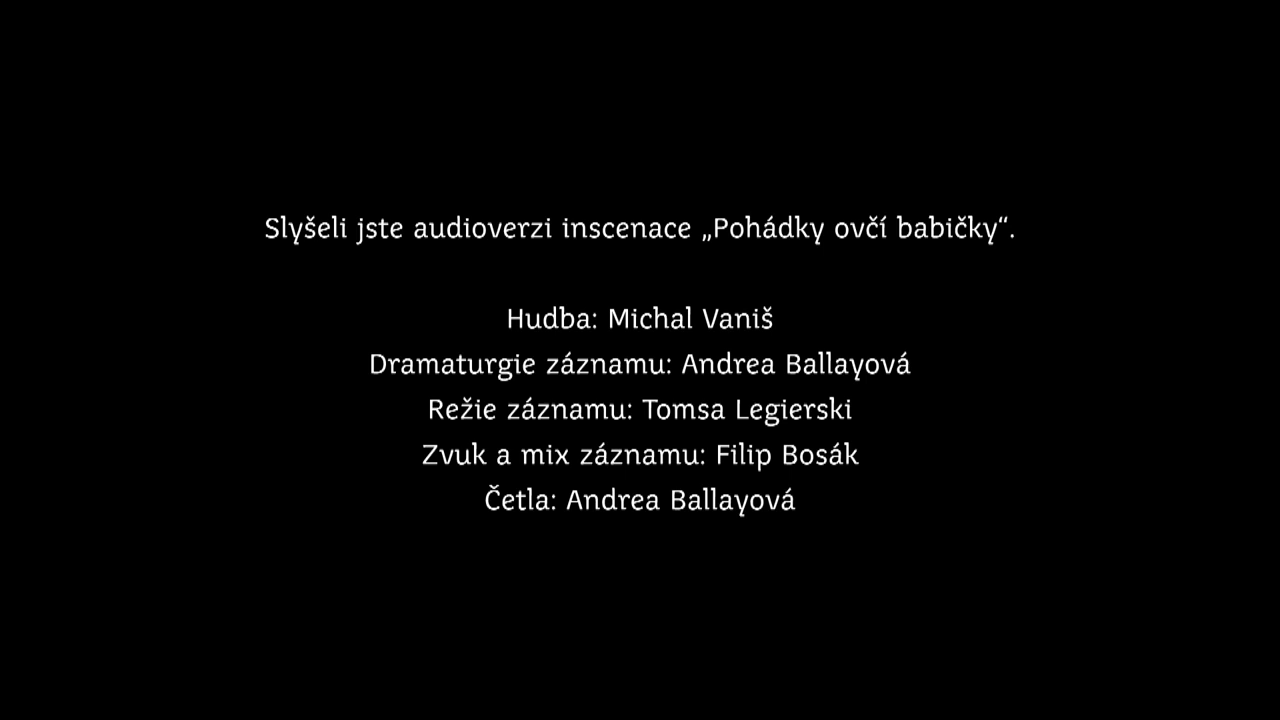 Slyšeli jste audioverzi inscenace „Pohádky ovčí babičky“.
Hudba: Michal Vaniš
Dramaturgie záznamu: Andrea Ballayová
Režie záznamu: Tomsa Legierski
Zvuk a mix záznamu: Filip Bosák
Četla: Andrea Ballayová